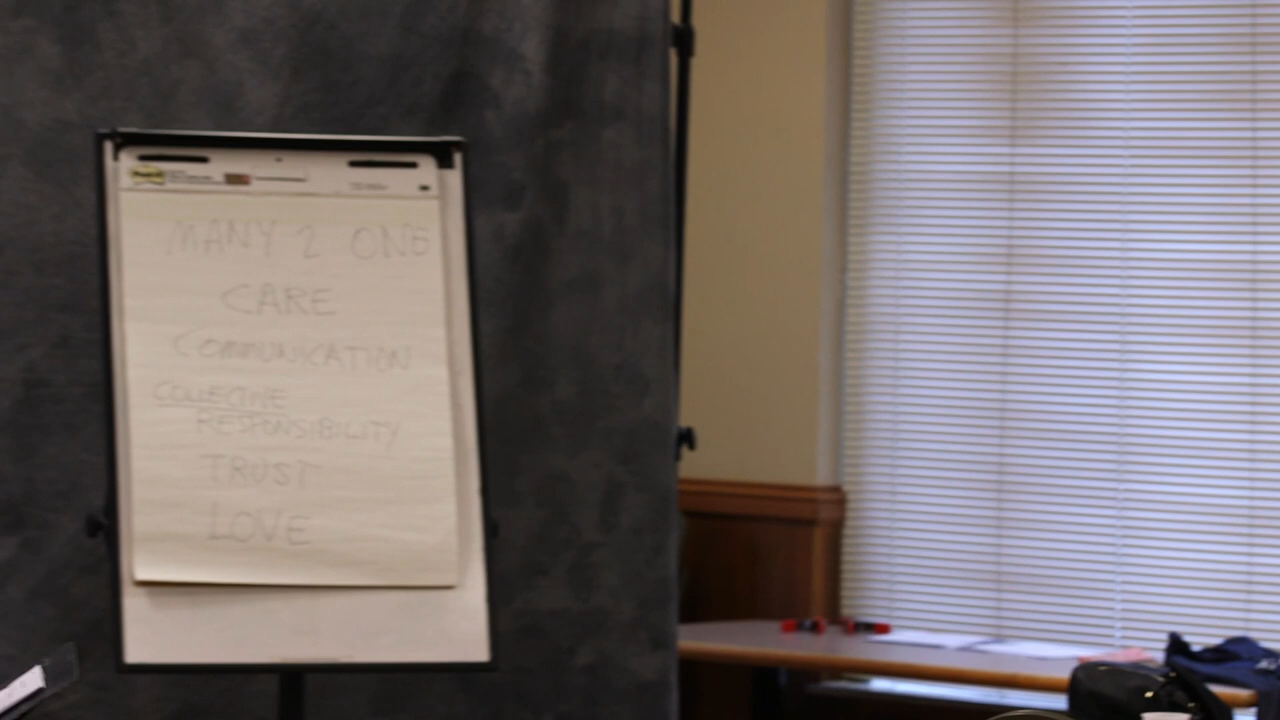 MANY 2 ONE
CARE
COMMUNICATION
COLLECTIVE
RESPONSIBILITY
TRUST
LOVE